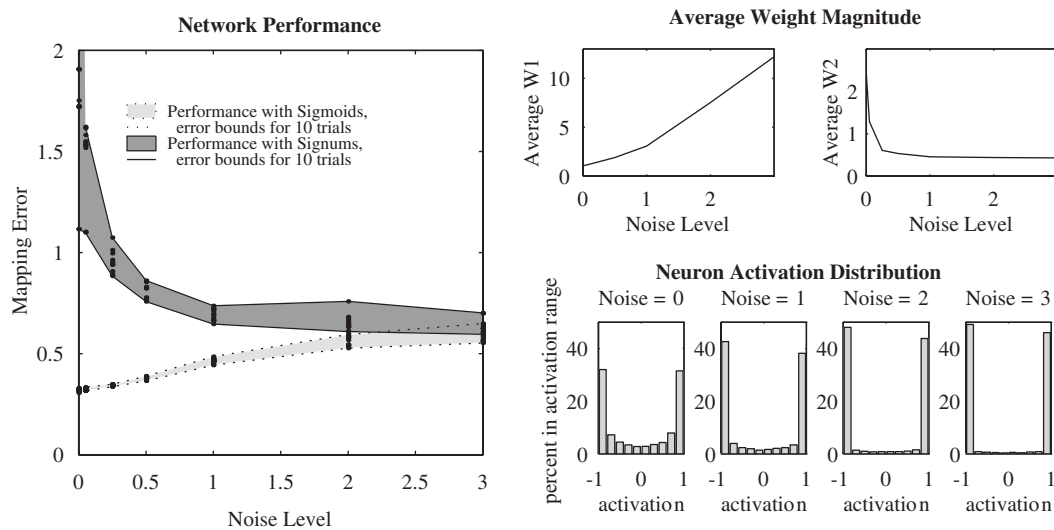 Network Performance
2
1.5
1
0.5
0
Mapping Error
Performance with Sigmoids,
error bounds for 10 trials
Performance with Signums,
error bounds for 10 trials
0 0.5 1 1.5 2 2.5 3
Noise Level
Average Weight Magnitude
Average W1
10
5
0
0 1 2
Noise Level
Average W2
2
1
0
0 1 2
Noise Level
Neuron Activation Distribution
Noise = 0 Noise = 1 Noise = 2 Noise = 3
percent in activation range
40 40 40 40
20 20 20 20
0 0 0 0
-1 0 1 -1 0 1 -1 0 1 -1 0 1
activation activation activation activation